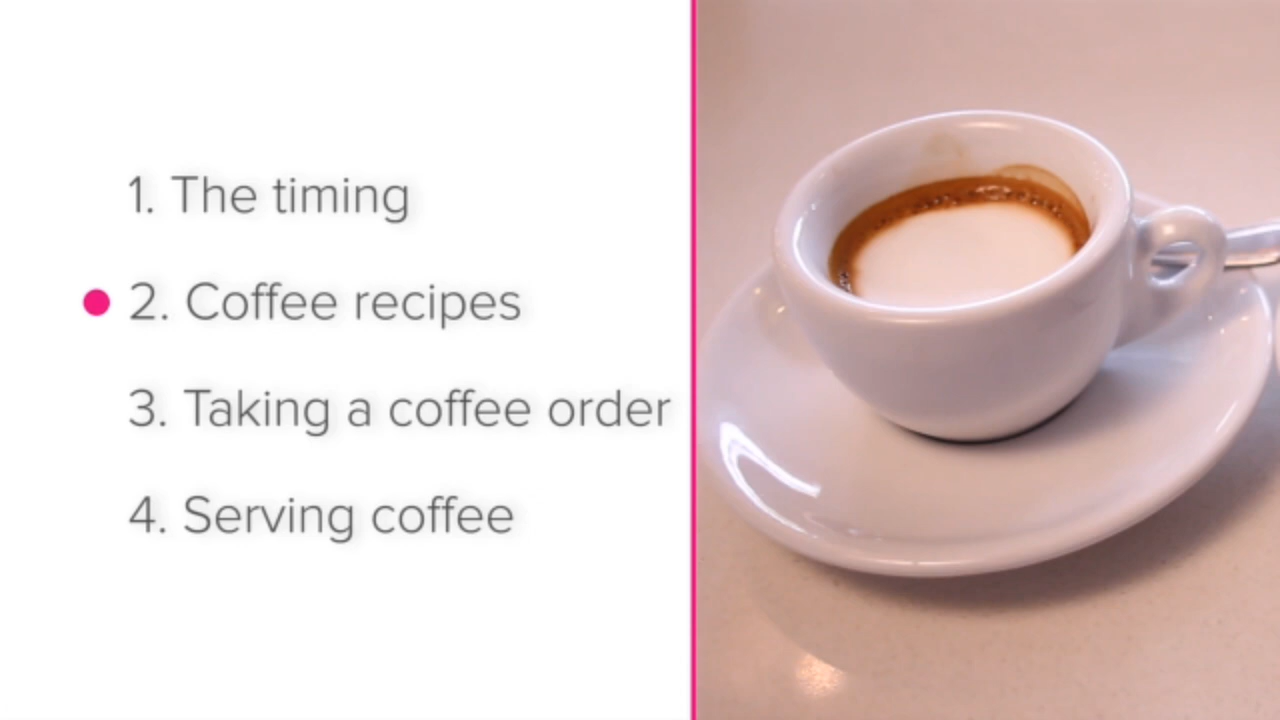 1. The timing
2. Coffee recipes
3. Taking a coffee order
4. Serving coffee